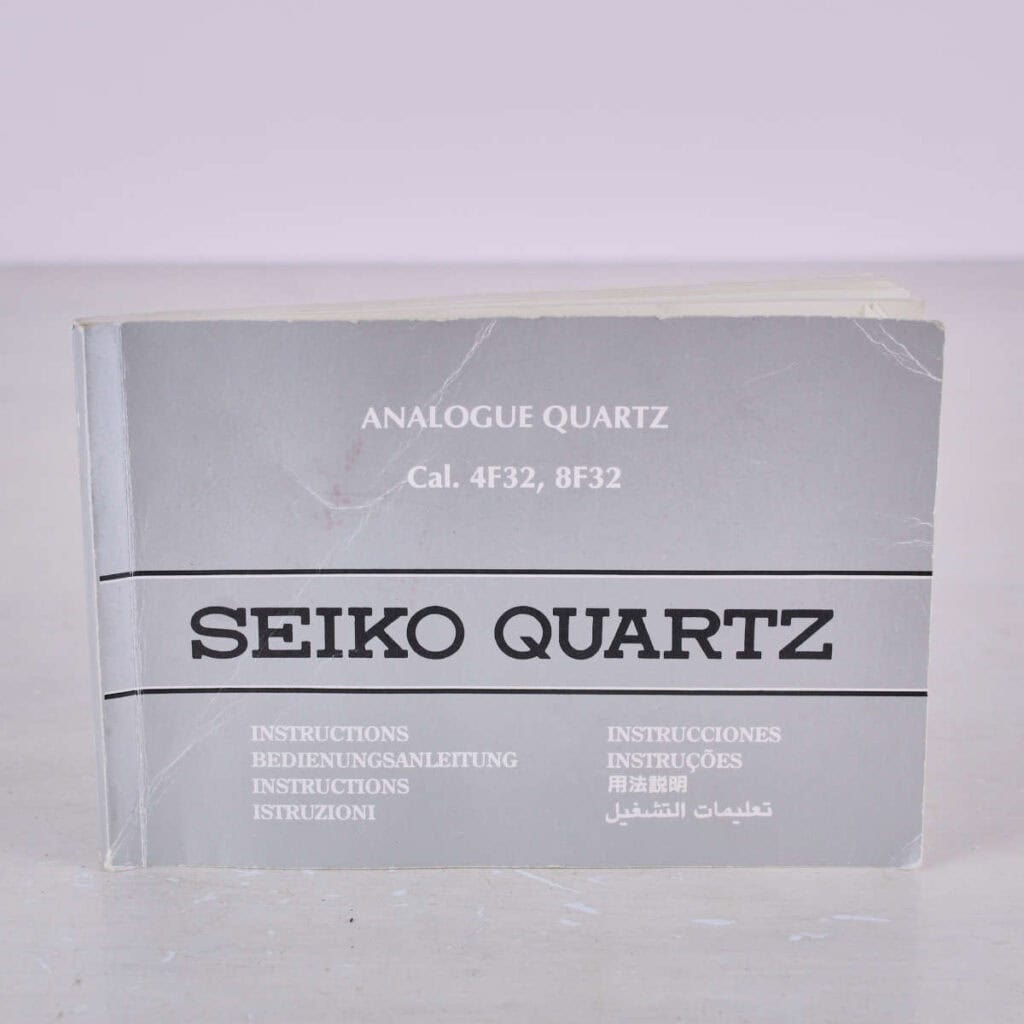 ANALOGUE QUARTZ
Cal. 4F32, 8F32
SEIKO QUARTZ
INSTRUCTIONS
BEDIENUNGSANLEITUNG
INSTRUCTIONS
ISTRUZIONI
INSTRUCCIONES
INSTRUÇÕES
用法説明
تعليمات التشغيل